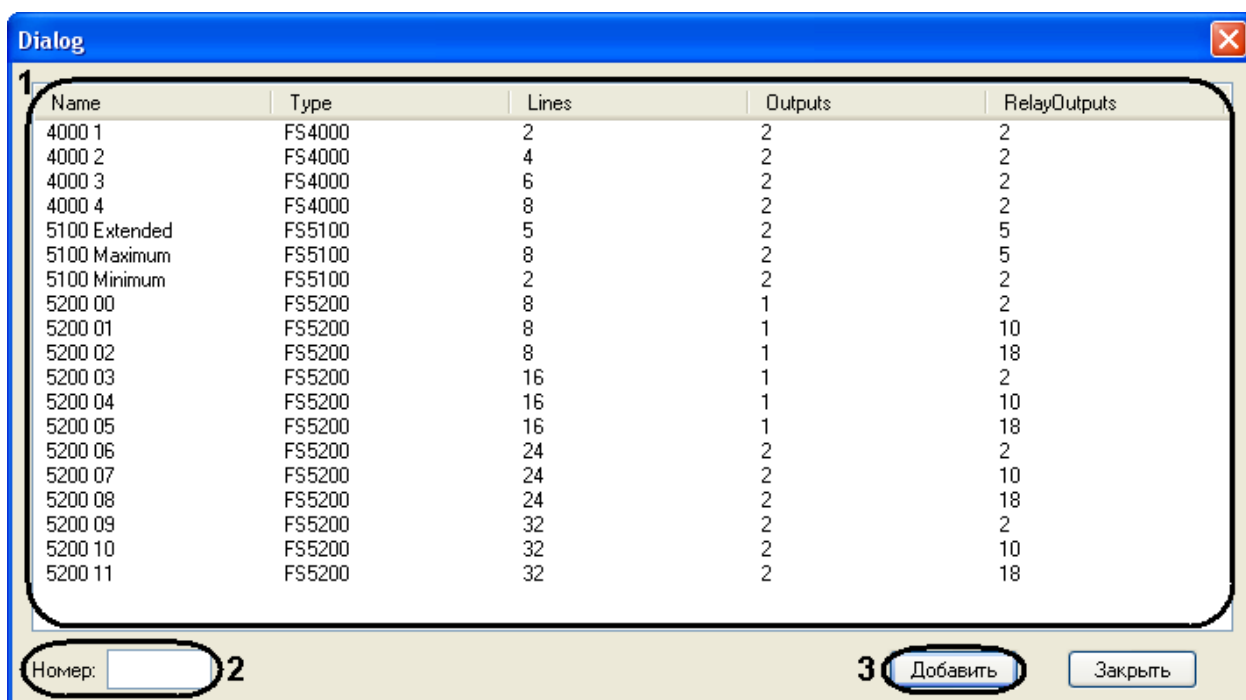 Dialog
1
Name Type Lines Outputs RelayOutputs
4000 1 FS4000 2 2 2
4000 2 FS4000 4 2 2
4000 3 FS4000 6 2 2
4000 4 FS4000 8 2 2
5100 Extended FS5100 5 2 5
5100 Maximum FS5100 8 2 5
5100 Minimum FS5100 2 2 2
5200 00 FS5200 8 1 2
5200 01 FS5200 8 1 10
5200 02 FS5200 8 1 18
5200 03 FS5200 16 1 2
5200 04 FS5200 16 1 10
5200 05 FS5200 16 1 18
5200 06 FS5200 24 2 2
5200 07 FS5200 24 2 10
5200 08 FS5200 24 2 18
5200 09 FS5200 32 2 2
5200 10 FS5200 32 2 10
5200 11 FS5200 32 2 18
Номер: 2 3 Добавить Закрыть